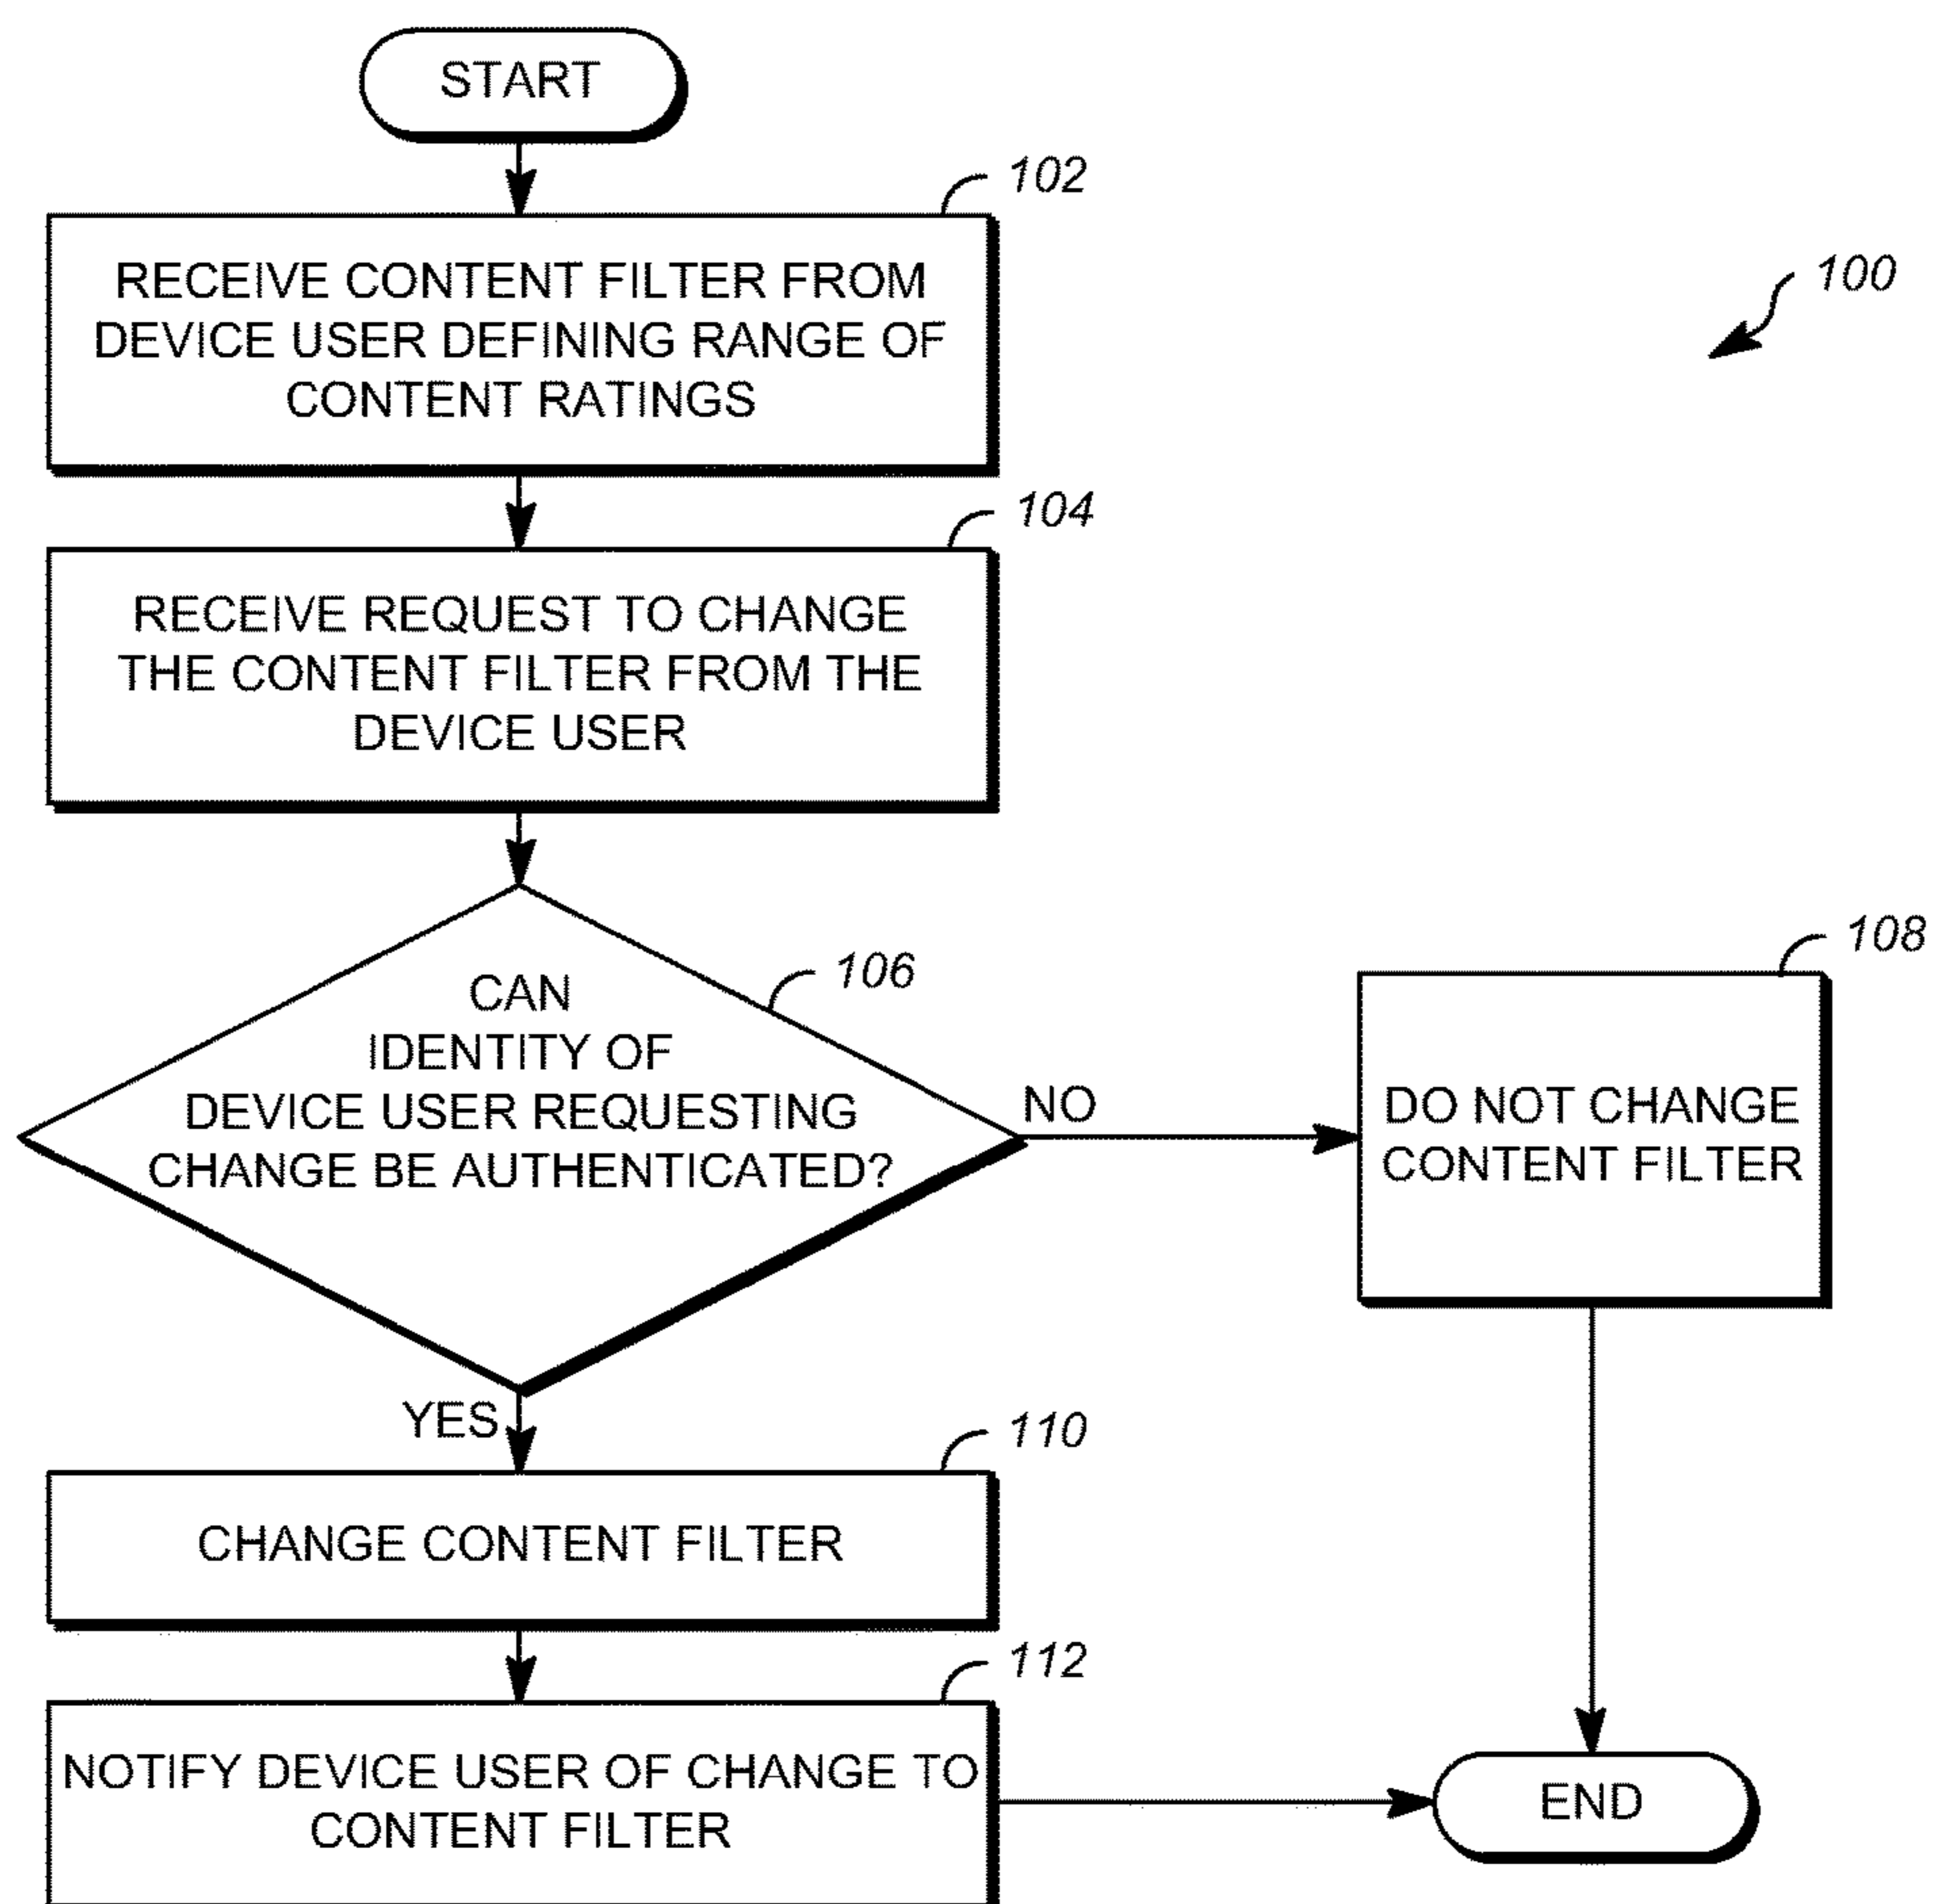 START
102
RECEIVE CONTENT FILTER FROM
DEVICE USER DEFINING RANGE OF
CONTENT RATINGS
100
104
RECEIVE REQUEST TO CHANGE
THE CONTENT FILTER FROM THE
DEVICE USER
106
CAN
IDENTITY OF
DEVICE USER REQUESTING
CHANGE BE AUTHENTICATED?
NO
108
DO NOT CHANGE
CONTENT FILTER
YES
110
CHANGE CONTENT FILTER
112
NOTIFY DEVICE USER OF CHANGE TO
CONTENT FILTER
END